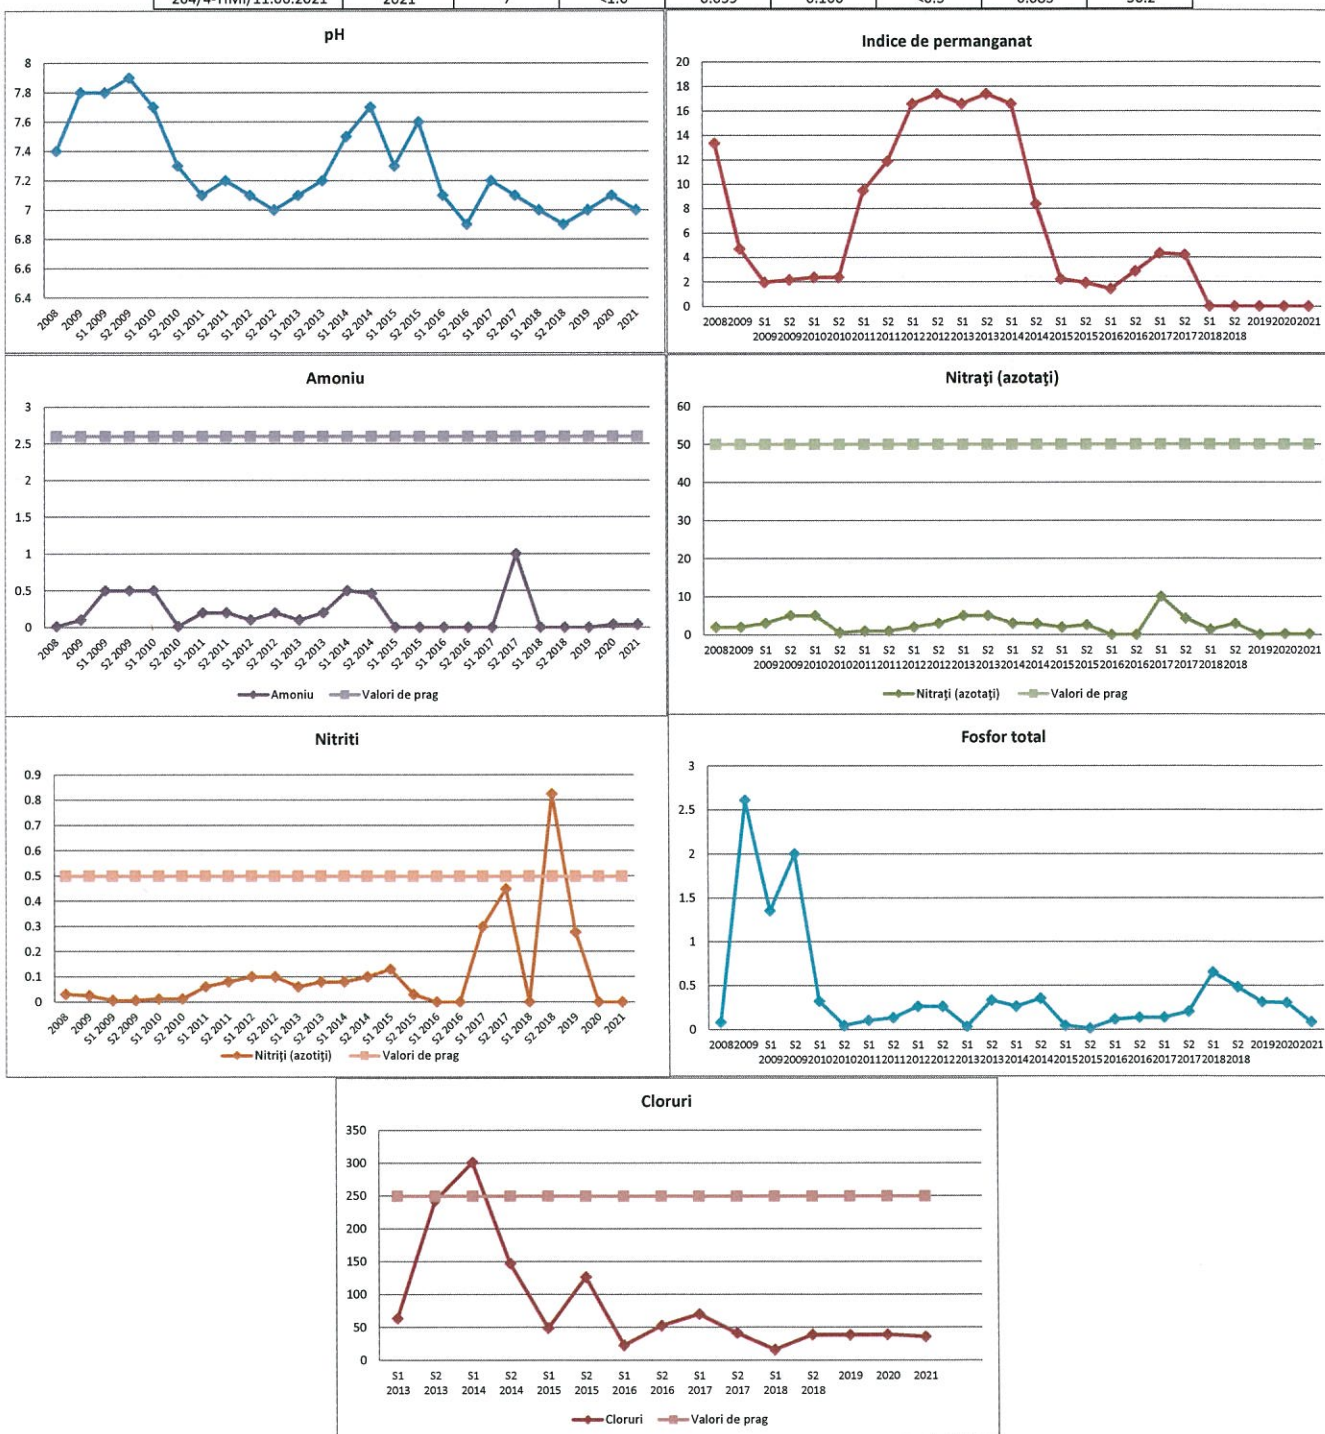 2021 7 <1.0 0.039 0.100 <0.5 0.085 36.2
pH
8
7.8
7.6
7.4
7.2
7
6.8
6.6
6.4
2008 2009 S1 2009 S2 2009 S1 2010 S2 2010 S1 2011 S2 2011 S1 2012 S2 2012 S1 2013 S2 2013 S1 2014 S2 2014 S1 2015 S2 2015 S1 2016 S2 2016 S1 2017 S2 2017 S1 2018 S2 2018 2019 2020 2021
Indice de permanganat
20
18
16
14
12
10
8
6
4
2
0
2008 2009 S1 S2 S1 S2 S1 S2 S1 S2 S1 S2 S1 S2 S1 S2 S1 S2 S1 S2 S1 S2 2019 2020 2021
2009 2009 2010 2010 2011 2011 2012 2012 2013 2013 2014 2014 2015 2015 2016 2016 2017 2017 2018 2018
Amoniu
3
2.5
2
1.5
1
0.5
0
2008 2009 S1 2009 S2 2009 S1 2010 S2 2010 S1 2011 S2 2011 S1 2012 S2 2012 S1 2013 S2 2013 S1 2014 S2 2014 S1 2015 S2 2015 S1 2016 S2 2016 S1 2017 S2 2017 S1 2018 S2 2018 2019 2020 2021
Amoniu Valori de prag
Nitrați (azotați)
60
50
40
30
20
10
0
2008 2009 S1 S2 S1 S2 S1 S2 S1 S2 S1 S2 S1 S2 S1 S2 S1 S2 S1 S2 S1 S2 2019 2020 2021
2009 2009 2010 2010 2011 2011 2012 2012 2013 2013 2014 2014 2015 2015 2016 2016 2017 2017 2018 2018
Nitrați (azotați) Valori de prag
Nitriti
0.9
0.8
0.7
0.6
0.5
0.4
0.3
0.2
0.1
0
2008 2009 S1 2009 S2 2009 S1 2010 S2 2010 S1 2011 S2 2011 S1 2012 S2 2012 S1 2013 S2 2013 S1 2014 S2 2014 S1 2015 S2 2015 S1 2016 S2 2016 S1 2017 S2 2017 S1 2018 S2 2018 2019 2020 2021
Nitriți (azotiți) Valori de prag
Fosfor total
3
2.5
2
1.5
1
0.5
0
2008 2009 S1 S2 S1 S2 S1 S2 S1 S2 S1 S2 S1 S2 S1 S2 S1 S2 S1 S2 S1 S2 2019 2020 2021
2009 2009 2010 2010 2011 2011 2012 2012 2013 2013 2014 2014 2015 2015 2016 2016 2017 2017 2018 2018
Cloruri
350
300
250
200
150
100
50
0
S1 S2 S1 S2 S1 S2 S1 S2 S1 S2 S1 S2 2019 2020 2021
2013 2013 2014 2014 2015 2015 2016 2016 2017 2017 2018 2018
Cloruri Valori de prag